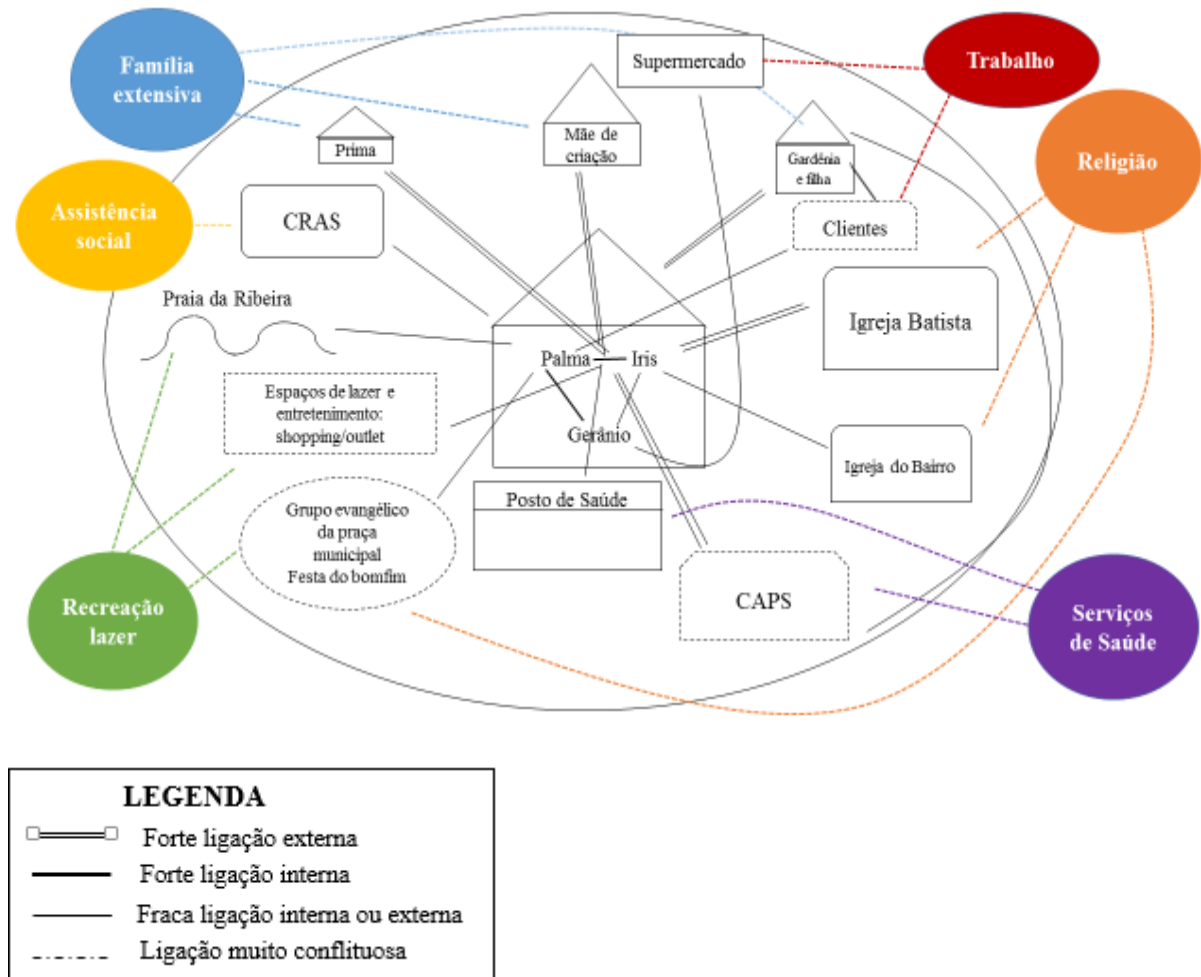 Família
extensiva
Supermercado
Trabalho
Prima
Mãe de
criação
Gardénia
e filha
Religião
Assistência
social
CRAS
Clientes
Praia da Ribeira
Igreja Batista
Palma
Iris
Espaços de lazer e
entretenimento:
shopping/outlet
Gerânio
Igreja do Bairro
Grupo evangélico
da praça
municipal
Festa do bomfim
Posto de Saúde
CAPS
Recreação
lazer
Serviços
de Saúde
LEGENDA
Forte ligação externa
Forte ligação interna
Fraca ligação interna ou externa
Ligação muito conflituosa